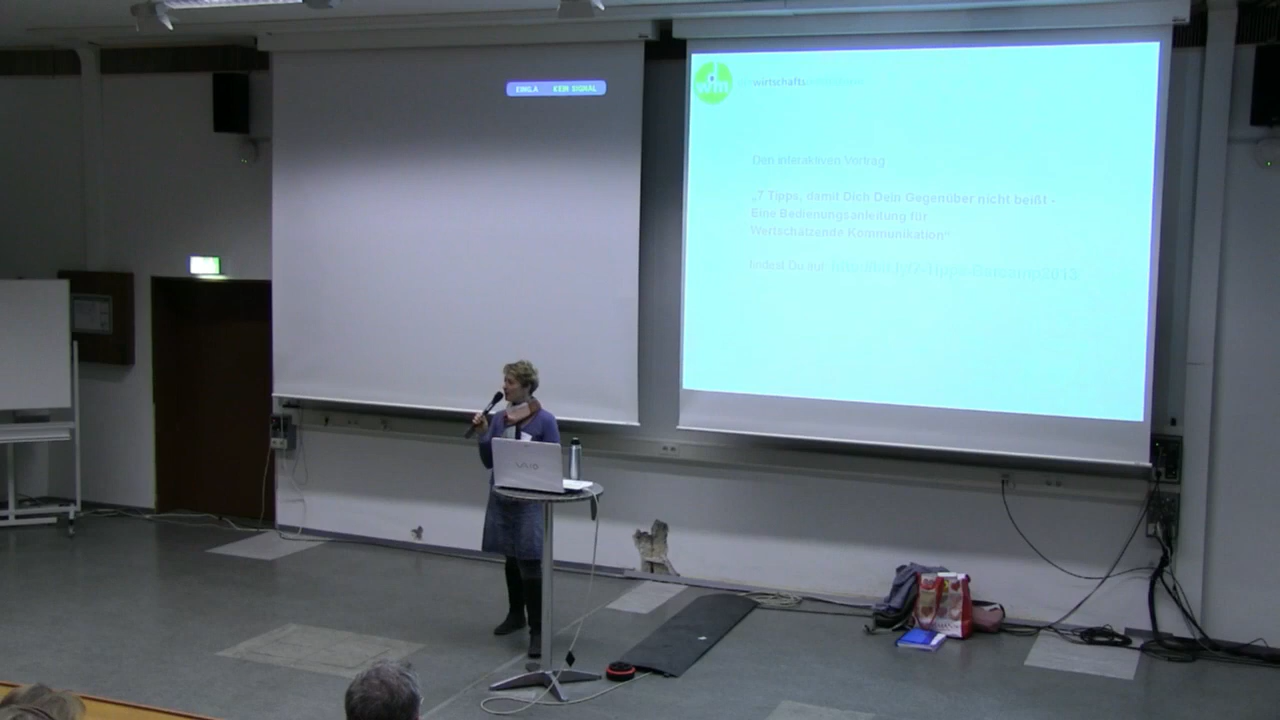 EING.A KEIN SIGNAL
wm
wirtschafts
Den interaktiven Vortrag
„7 Tipps, damit Dich Dein Gegenüber nicht beißt -
Eine Bedienungsanleitung für
Wertschätzende Kommunikation“
findest Du auf:
VAIO